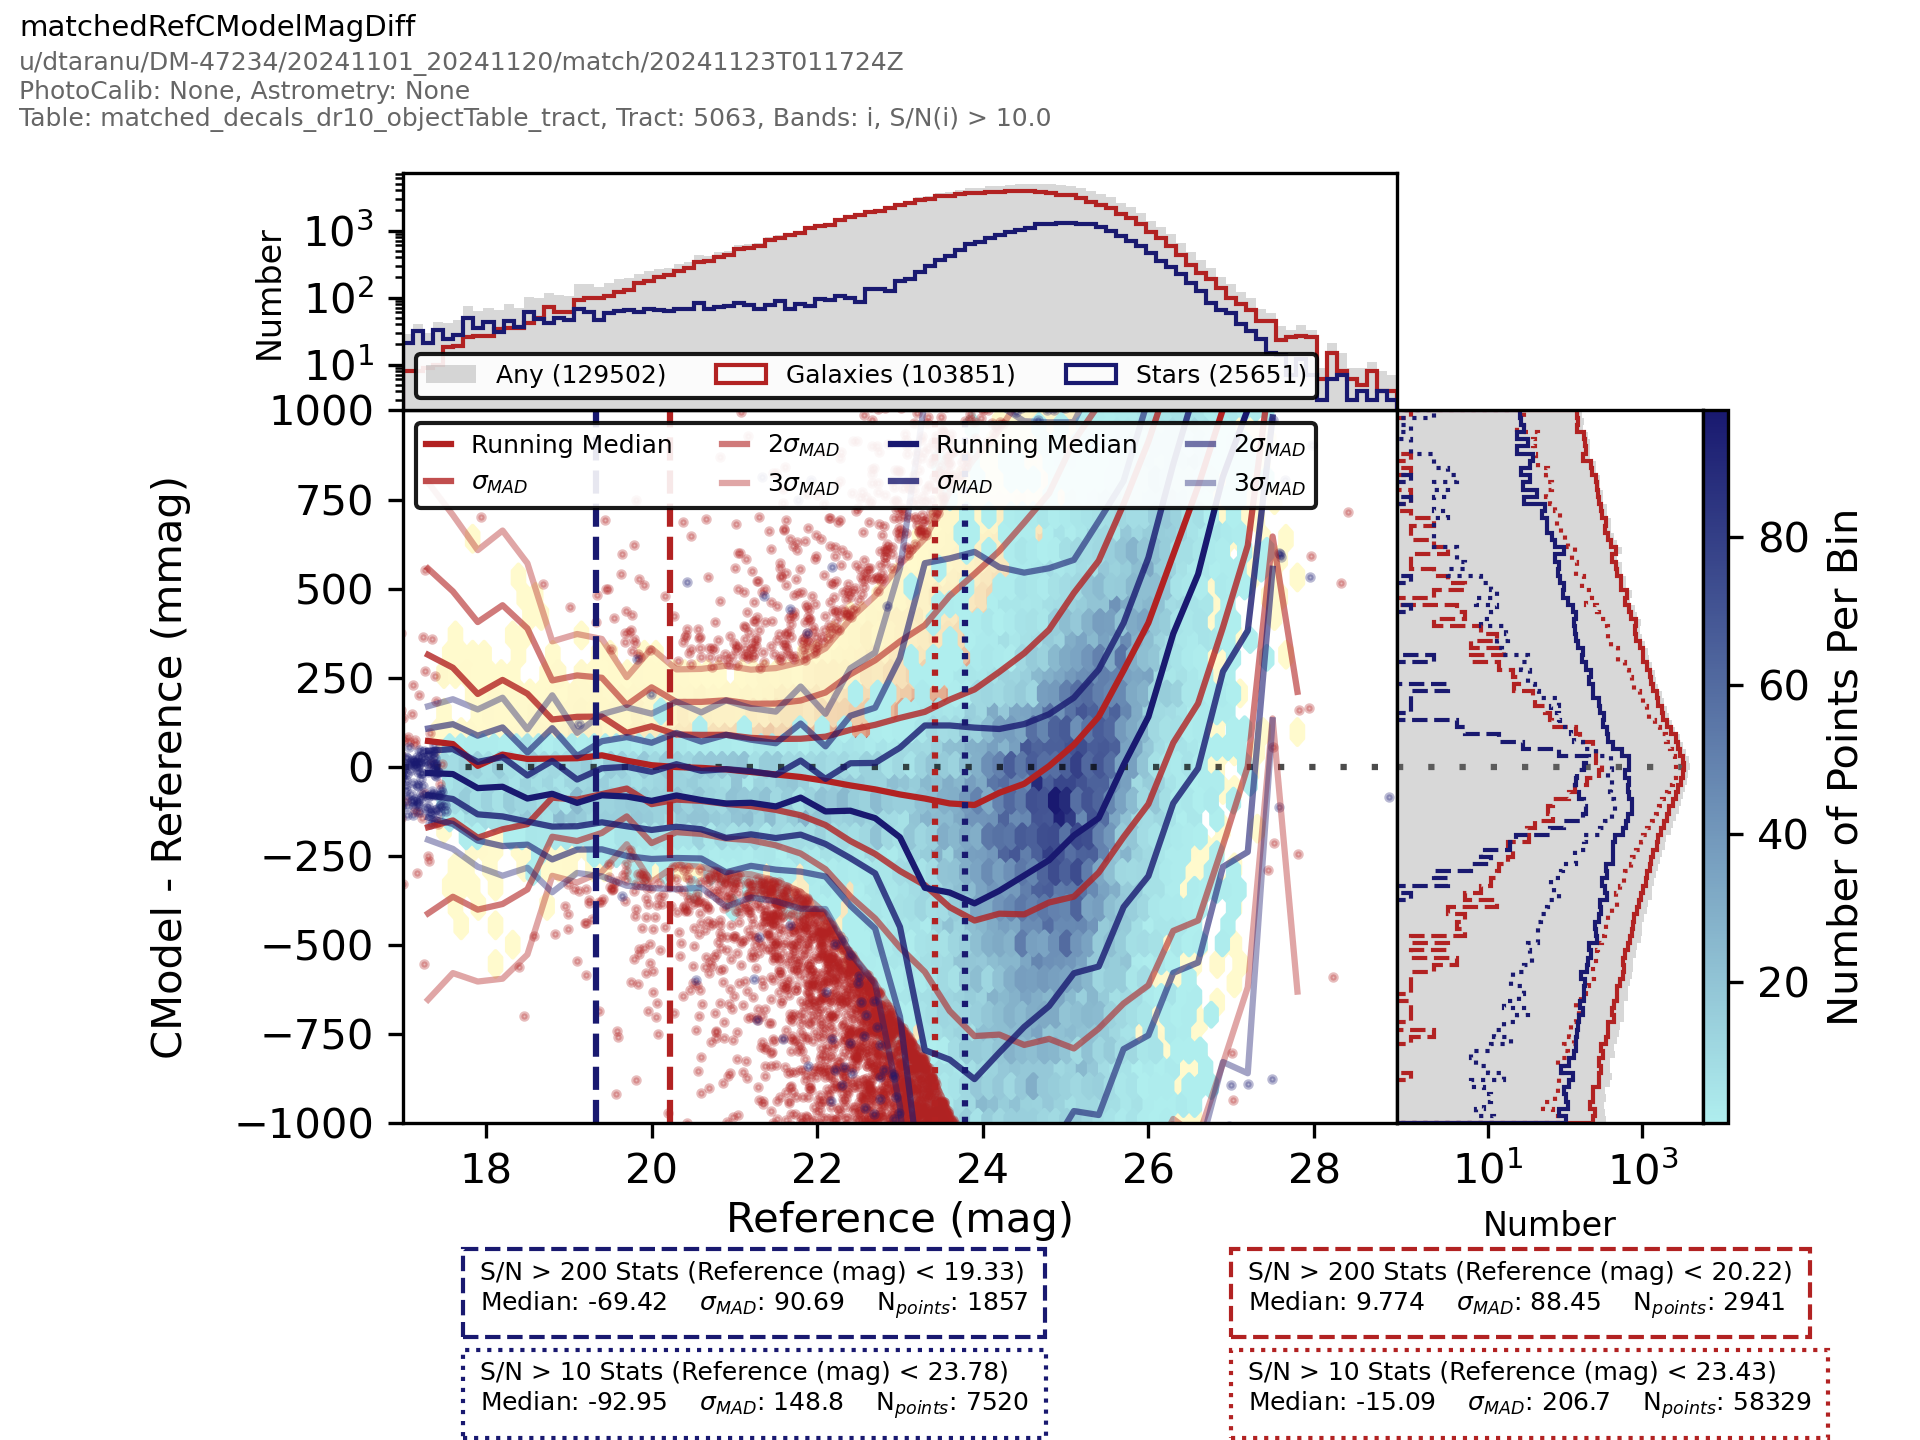 matchedRefCModelMagDiff
u/dtaranu/DM-47234/20241101_20241120/match/20241123T011724Z
PhotoCalib: None, Astrometry: None
Table: matched_decals_dr10_objectTable_tract, Tract: 5063, Bands: i, S/N(i) > 10.0
Number
10³
10²
10¹
Any (129502) Galaxies (103851) Stars (25651)
CModel - Reference (mmag)
1000
750
500
250
0
−250
−500
−750
−1000
Running Median 2σMAD Running Median 2σMAD
σMAD 3σMAD σMAD 3σMAD
18 20 22 24 26 28
Reference (mag)
10¹ 10³
Number
80
60
40
20
Number of Points Per Bin
S/N > 200 Stats (Reference (mag) < 19.33)
Median: -69.42 σMAD: 90.69 Npoints: 1857
S/N > 200 Stats (Reference (mag) < 20.22)
Median: 9.774 σMAD: 88.45 Npoints: 2941
S/N > 10 Stats (Reference (mag) < 23.78)
Median: -92.95 σMAD: 148.8 Npoints: 7520
S/N > 10 Stats (Reference (mag) < 23.43)
Median: -15.09 σMAD: 206.7 Npoints: 58329